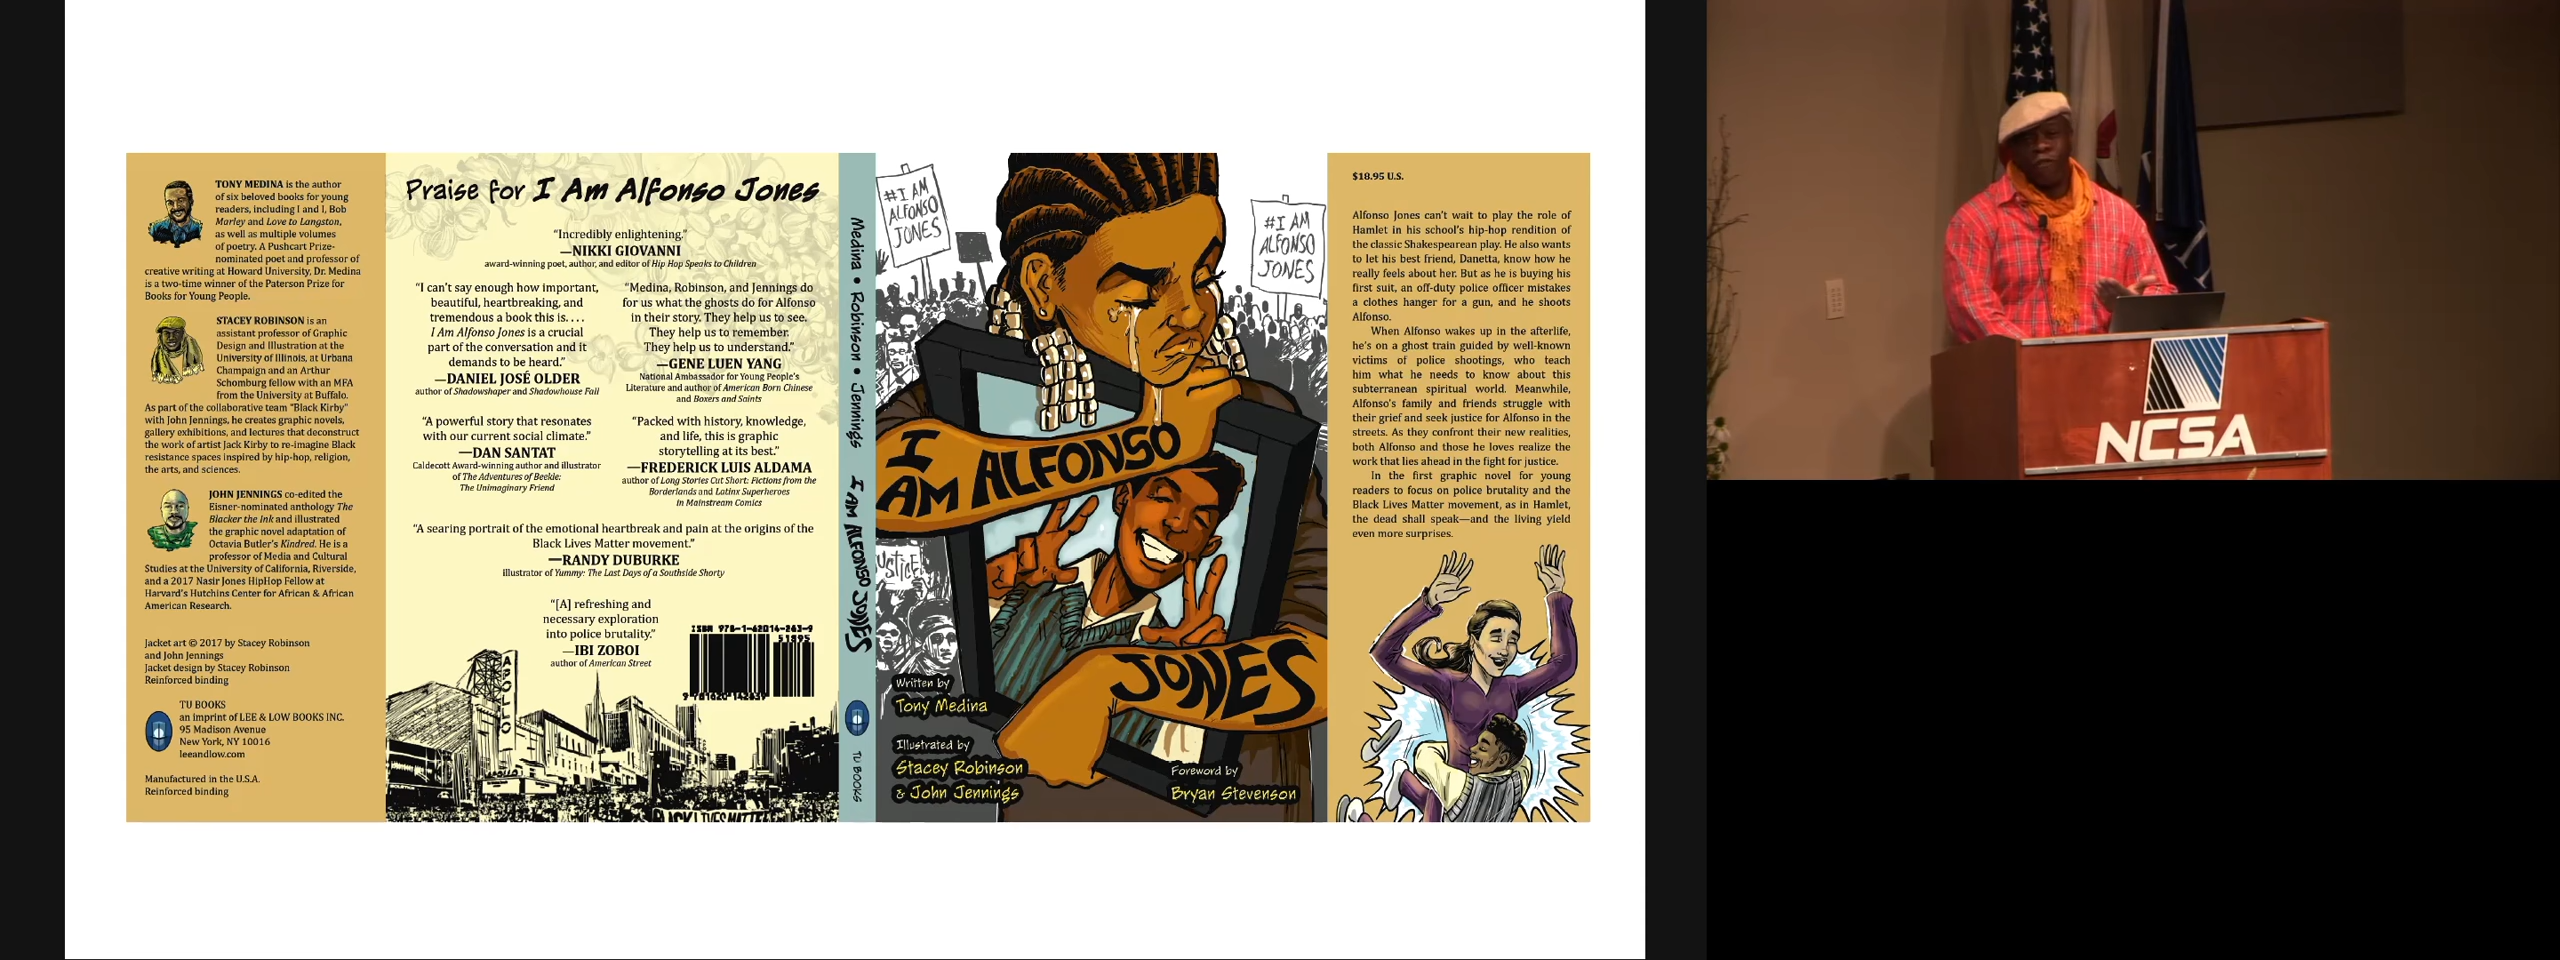 TONY MEDINA is the author
of six beloved books for young
readers, including I and I, Bob
Marley and Love to Langston,
as well as multiple volumes
of poetry. A Pushcart Prize-
nominated poet and professor of
creative writing at Howard University, Dr. Medina
is a two-time winner of the Paterson Prize for
Books for Young People.
STACEY ROBINSON is an
assistant professor of Graphic
Design and Illustration at the
University of Illinois, at Urbana
Champaign and an Arthur
Schomburg fellow with an MFA
from the University at Buffalo.
As part of the collaborative team "Black Kirby"
with John Jennings, he creates graphic novels,
gallery exhibitions, and lectures that deconstruct
the work of artist Jack Kirby to re-imagine Black
resistance spaces inspired by hip-hop, religion,
the arts, and sciences.
JOHN JENNINGS co-edited the
Eisner-nominated anthology The
Blacker the Ink and illustrated
the graphic novel adaptation of
Octavia Butler's Kindred. He is a
professor of Media and Cultural
Studies at the University of California, Riverside,
and a 2017 Nasir Jones HipHop Fellow at
Harvard's Hutchins Center for African & African
American Research.
Jacket art © 2017 by Stacey Robinson
and John Jennings
Jacket design by Stacey Robinson
Reinforced binding
TU BOOKS
an imprint of LEE & LOW BOOKS INC.
95 Madison Avenue
New York, NY 10016
leeandlow.com
Manufactured in the U.S.A.
Reinforced binding
Praise for I Am Alfonso Jones
"Incredibly enlightening."
—NIKKI GIOVANNI
award-winning poet, author, and editor of Hip Hop Speaks to Children
"I can't say enough how important,
beautiful, heartbreaking, and
tremendous a book this is. . . .
I Am Alfonso Jones is a crucial
part of the conversation and it
demands to be heard."
—DANIEL JOSÉ OLDER
author of Shadowshaper and Shadowhouse Fall
"Medina, Robinson, and Jennings do
for us what the ghosts do for Alfonso
in their story. They help us to see.
They help us to remember.
They help us to understand."
—GENE LUEN YANG
National Ambassador for Young People's
Literature and author of American Born Chinese
and Boxers and Saints
"A powerful story that resonates
with our current social climate."
—DAN SANTAT
Caldecott Award-winning author and illustrator
of The Adventures of Beekle:
The Unimaginary Friend
"Packed with history, knowledge,
and life, this is graphic
storytelling at its best."
—FREDERICK LUIS ALDAMA
author of Long Stories Cut Short: Fictions from the
Borderlands and Latinx Superheroes
in Mainstream Comics
"A searing portrait of the emotional heartbreak and pain at the origins of the
Black Lives Matter movement."
—RANDY DUBURKE
illustrator of Yummy: The Last Days of a Southside Shorty
"[A] refreshing and
necessary exploration
into police brutality."
—IBI ZOBOI
author of American Street
ISBN 978-1-62014-263-9
51895
9 781620 142639
APOLLO
BLACK LIVES MATTER
Medina • Robinson • Jennings
I AM ALFONSO JONES
TU BOOKS
#I AM
ALFONSO
JONES
#I AM
ALFONSO
JONES
JUSTICE
I AM ALFONSO
JONES
Written by
Tony Medina
Illustrated by
Stacey Robinson
& John Jennings
Foreword by
Bryan Stevenson
$18.95 U.S.
Alfonso Jones can't wait to play the role of
Hamlet in his school's hip-hop rendition of
the classic Shakespearean play. He also wants
to let his best friend, Danetta, know how he
really feels about her. But as he is buying his
first suit, an off-duty police officer mistakes
a clothes hanger for a gun, and he shoots
Alfonso.
When Alfonso wakes up in the afterlife,
he's on a ghost train guided by well-known
victims of police shootings, who teach
him what he needs to know about this
subterranean spiritual world. Meanwhile,
Alfonso's family and friends struggle with
their grief and seek justice for Alfonso in the
streets. As they confront their new realities,
both Alfonso and those he loves realize the
work that lies ahead in the fight for justice.
In the first graphic novel for young
readers to focus on police brutality and the
Black Lives Matter movement, as in Hamlet,
the dead shall speak—and the living yield
even more surprises.
NCSA